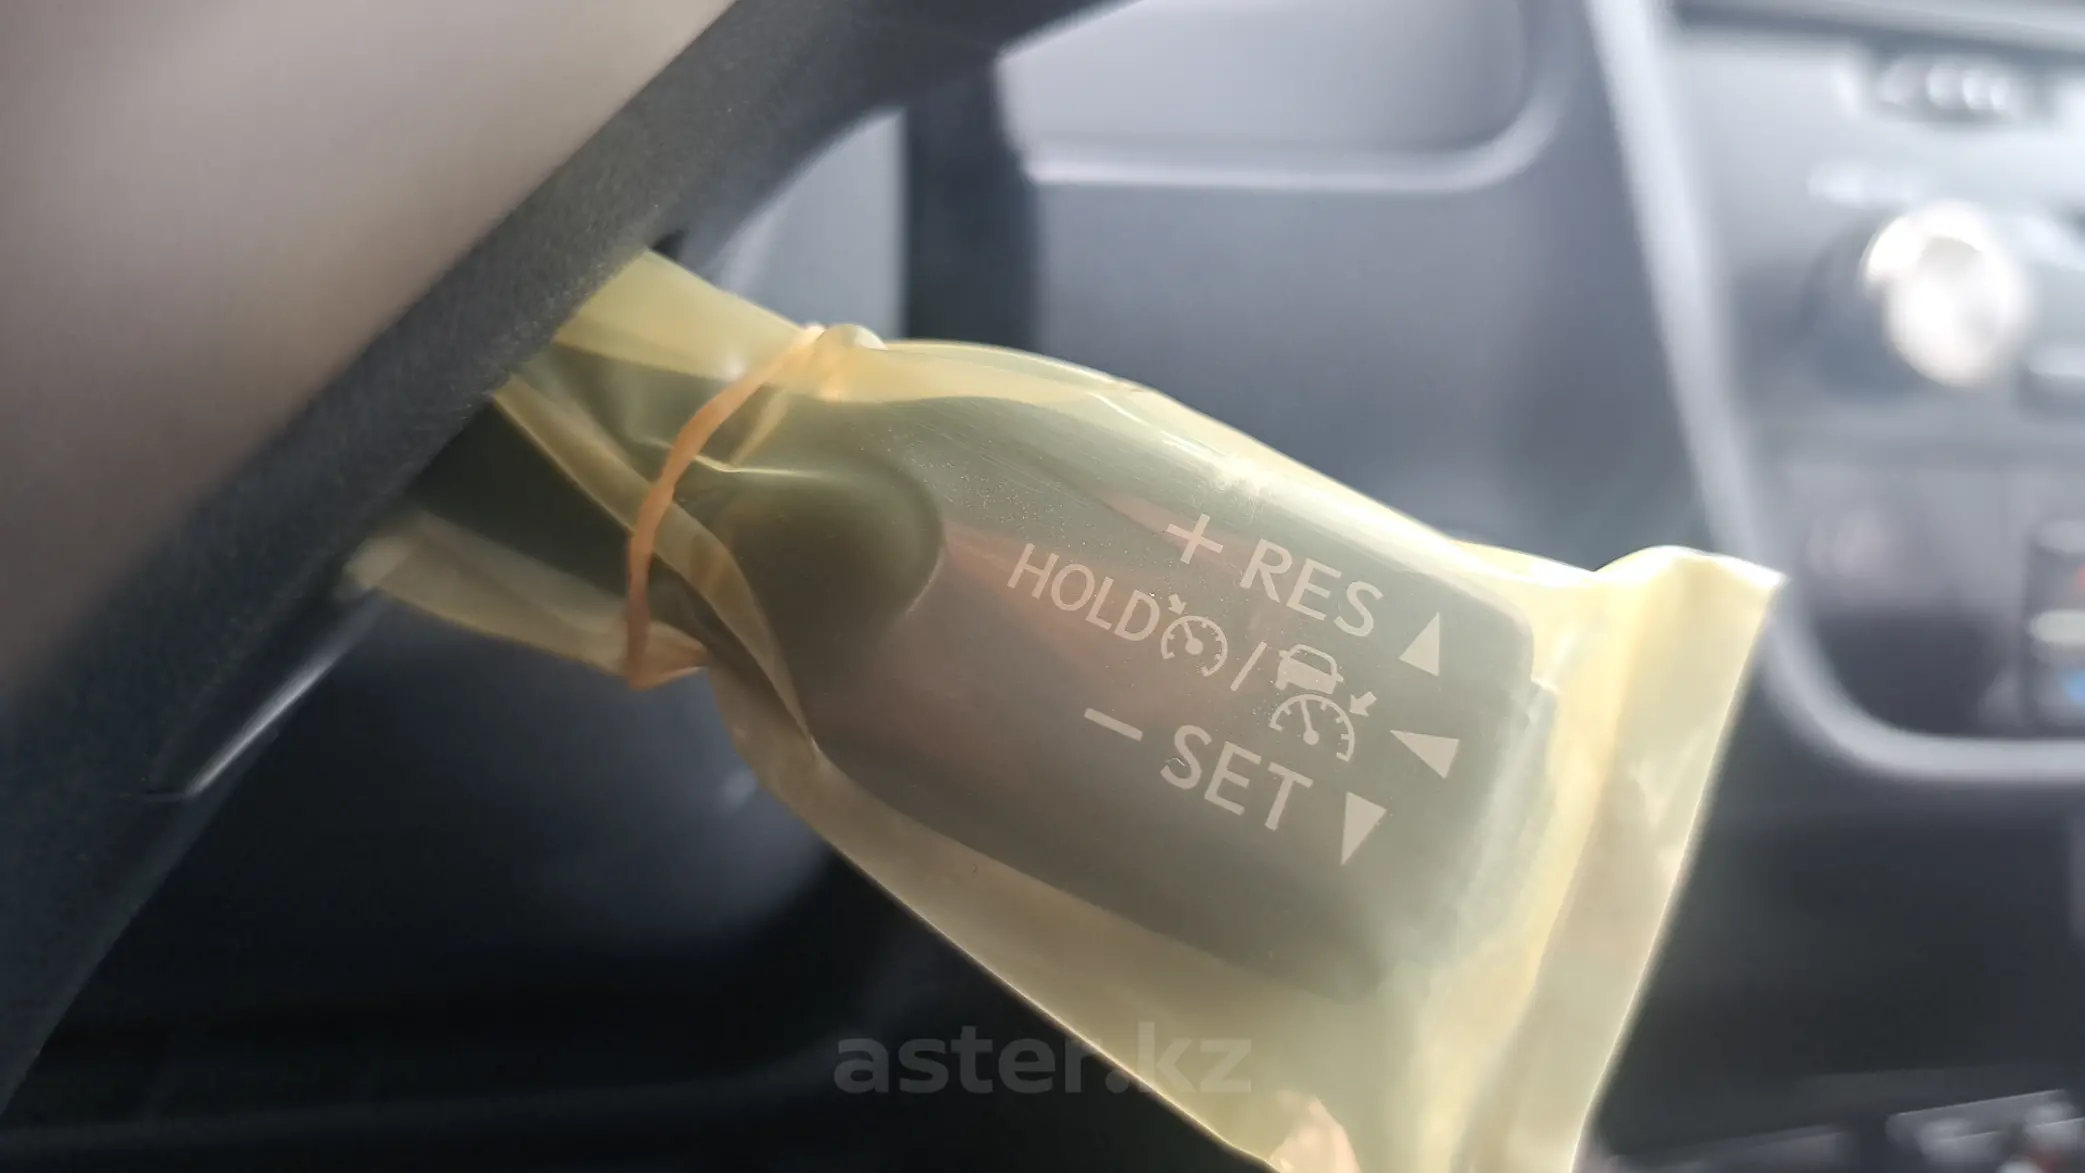 + RES
HOLD /
- SET
aster.kz